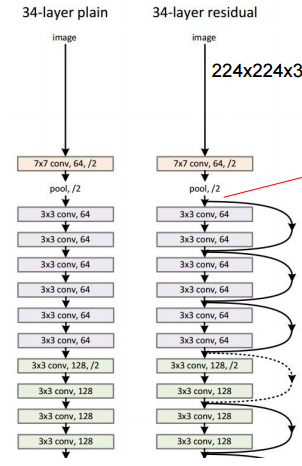 34-layer plain
34-layer residual
image
image
224x224x3
7x7 conv, 64, /2
7x7 conv, 64, /2
pool, /2
pool, /2
3x3 conv, 64
3x3 conv, 64
3x3 conv, 64
3x3 conv, 64
3x3 conv, 64
3x3 conv, 64
3x3 conv, 64
3x3 conv, 64
3x3 conv, 64
3x3 conv, 64
3x3 conv, 64
3x3 conv, 64
3x3 conv, 128, /2
3x3 conv, 128, /2
3x3 conv, 128
3x3 conv, 128
3x3 conv, 128
3x3 conv, 128
3x3 conv, 128
3x3 conv, 128